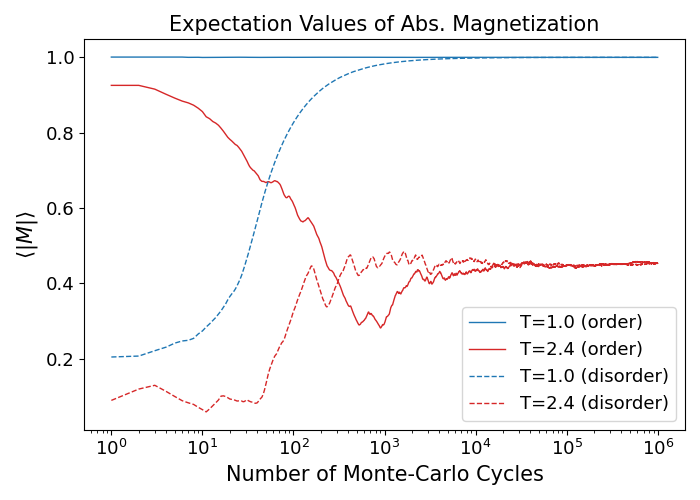 Expectation Values of Abs. Magnetization
⟨|M|⟩
1.0
0.8
0.6
0.4
0.2
T=1.0 (order)
T=2.4 (order)
T=1.0 (disorder)
T=2.4 (disorder)
10⁰ 10¹ 10² 10³ 10⁴ 10⁵ 10⁶
Number of Monte-Carlo Cycles